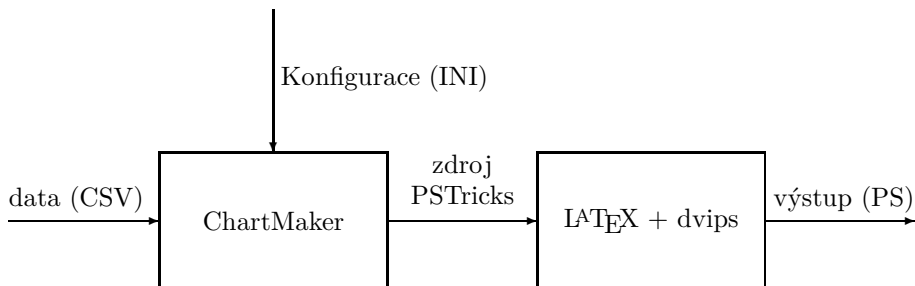 Konfigurace (INI)
data (CSV)
ChartMaker
zdroj
PSTricks
LATEX + dvips
výstup (PS)